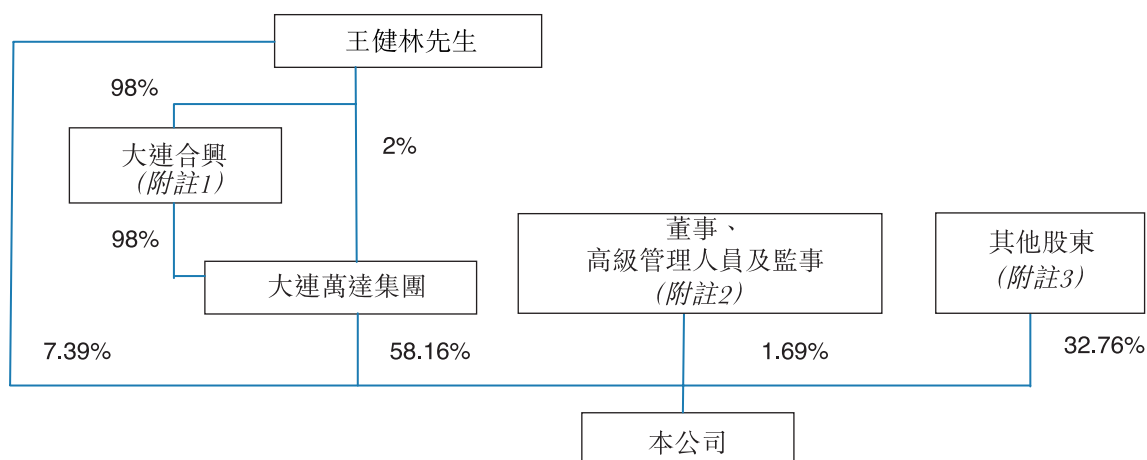 王健林先生
98%
2%
大連合興
(附註1)
98%
大連萬達集團
董事、
高級管理人員及監事
(附註2)
其他股東
(附註3)
7.39%
58.16%
1.69%
32.76%
本公司